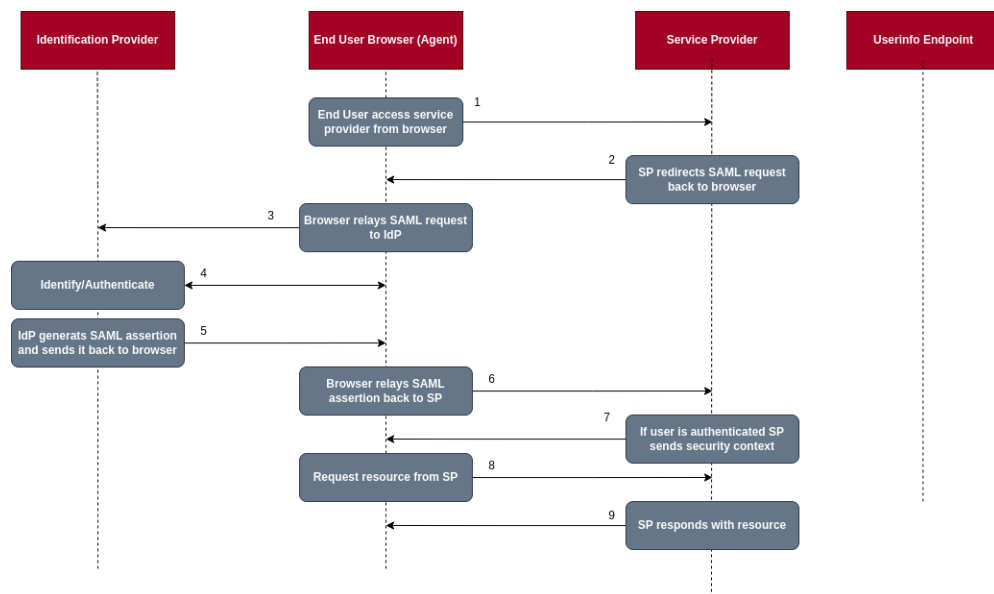 Identification Provider
End User Browser (Agent)
Service Provider
Userinfo Endpoint
1
End User access service
provider from browser
2
SP redirects SAML request
back to browser
3
Browser relays SAML request
to IdP
4
Identify/Authenticate
5
IdP generats SAML assertion
and sends it back to browser
6
Browser relays SAML
assertion back to SP
7
If user is authenticated SP
sends security context
8
Request resource from SP
9
SP responds with resource